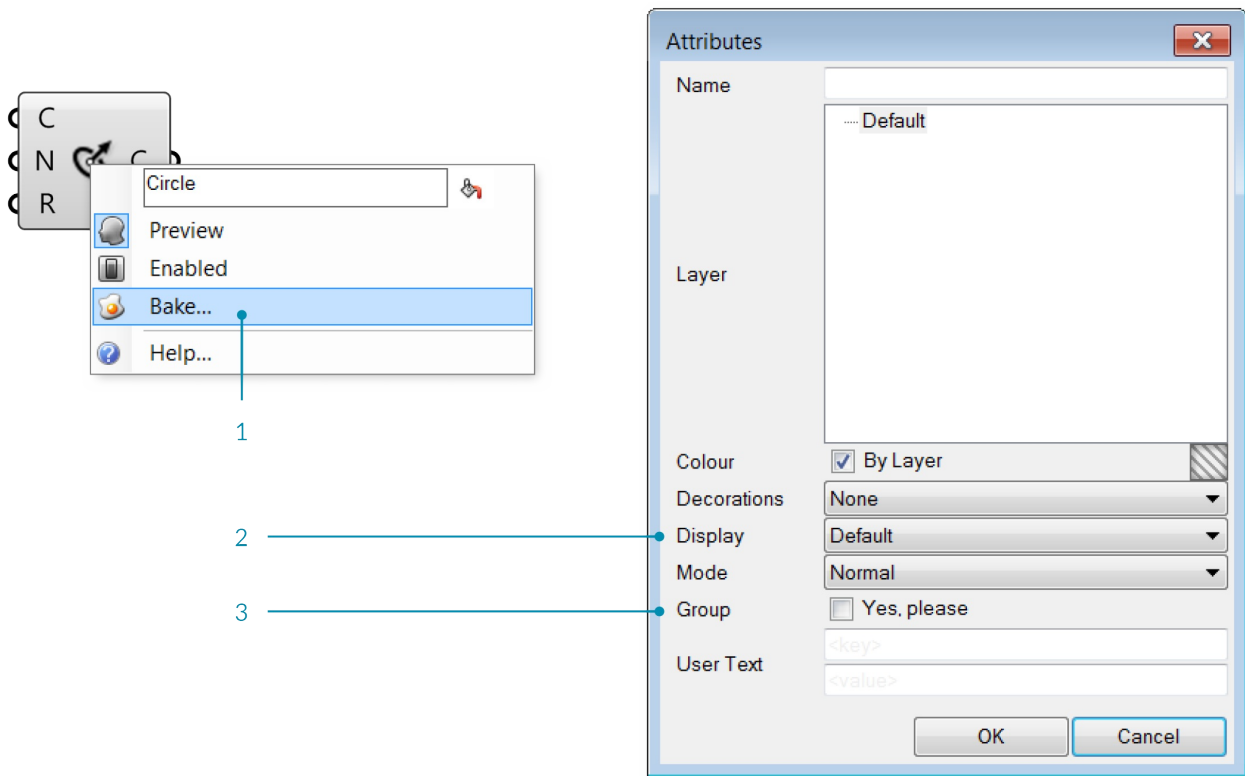 C
N
R
C
Circle
Preview
Enabled
Bake...
Help...
1
2
3
Attributes
Name
Layer
Default
Colour
By Layer
Decorations
None
Display
Default
Mode
Normal
Group
Yes, please
User Text
<key>
<value>
OK
Cancel